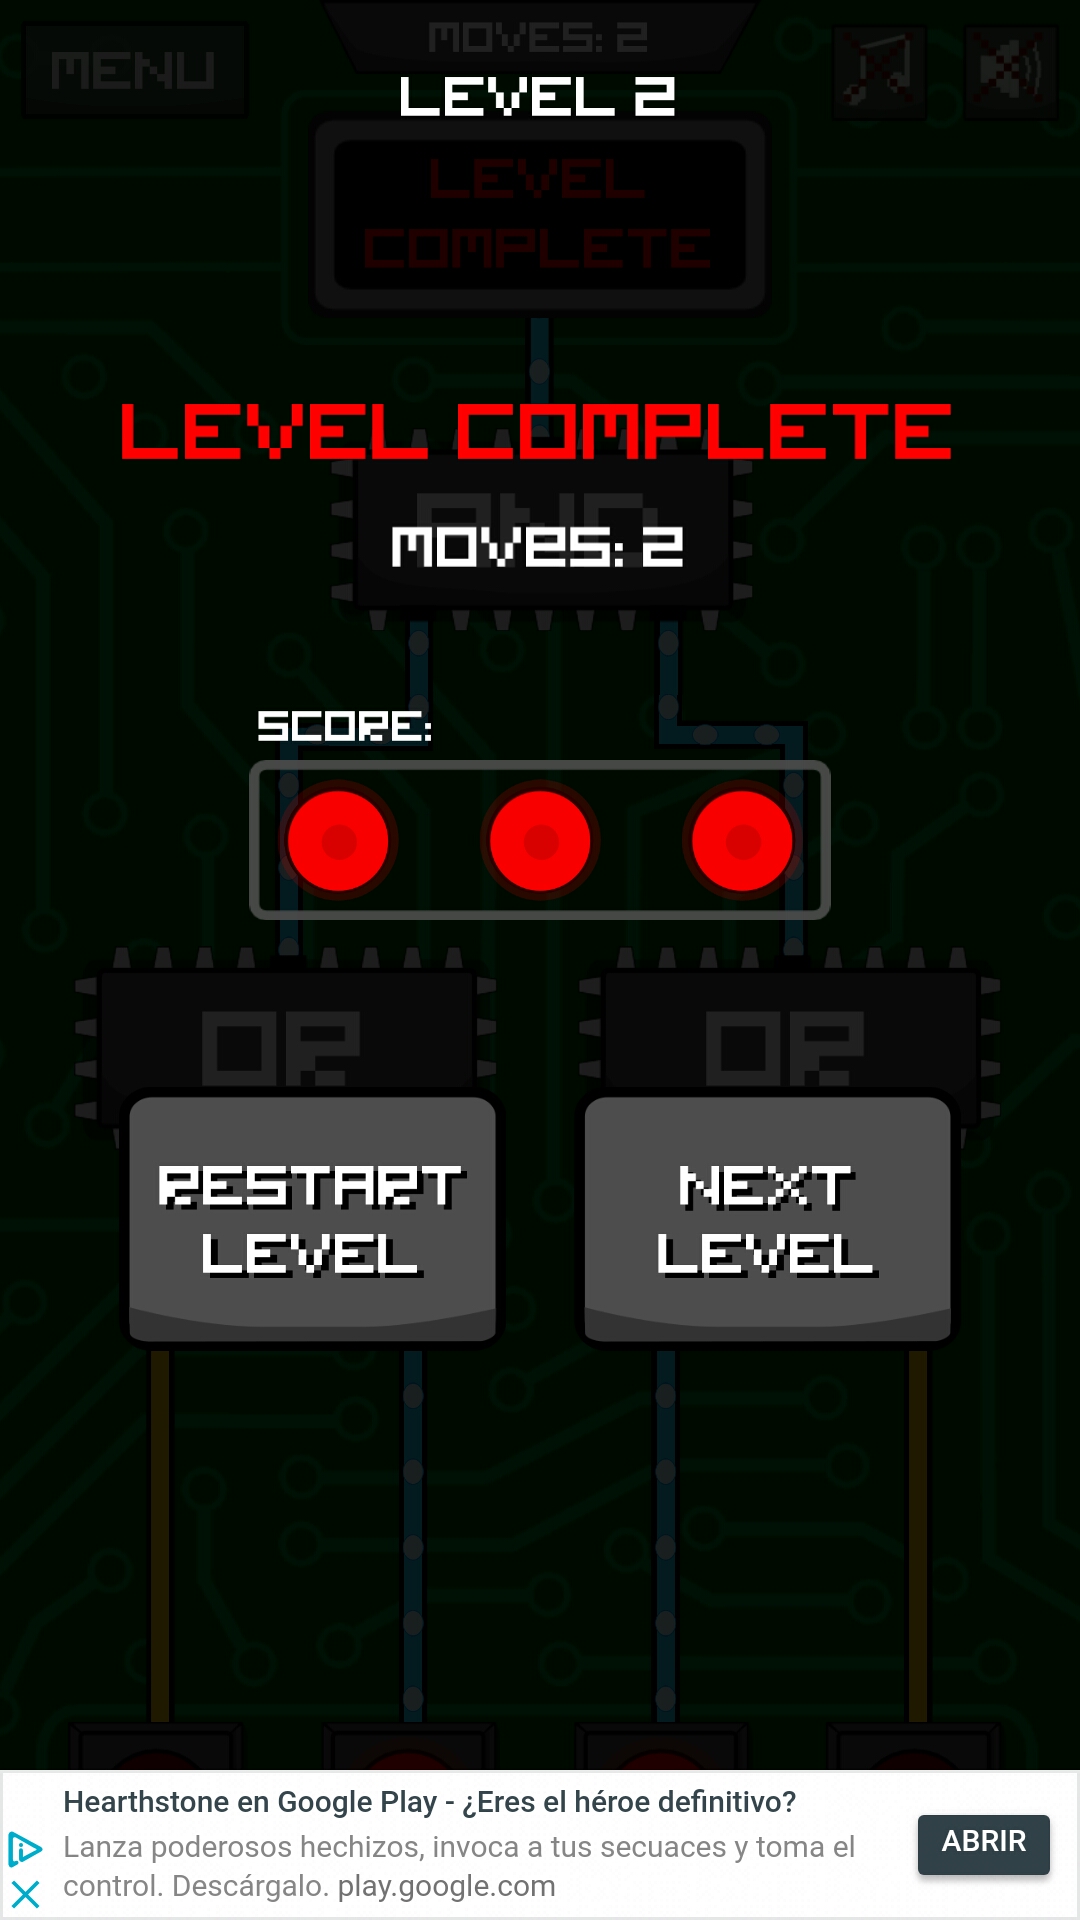 MOVES: 2
MENU
LEVEL 2
LEVEL
COMPLETE
LEVEL COMPLETE
AND
MOVES: 2
SCORE:
OR OR
RESTART
LEVEL
NEXT
LEVEL
Hearthstone en Google Play - ¿Eres el héroe definitivo?
Lanza poderosos hechizos, invoca a tus secuaces y toma el
control. Descárgalo. play.google.com
ABRIR